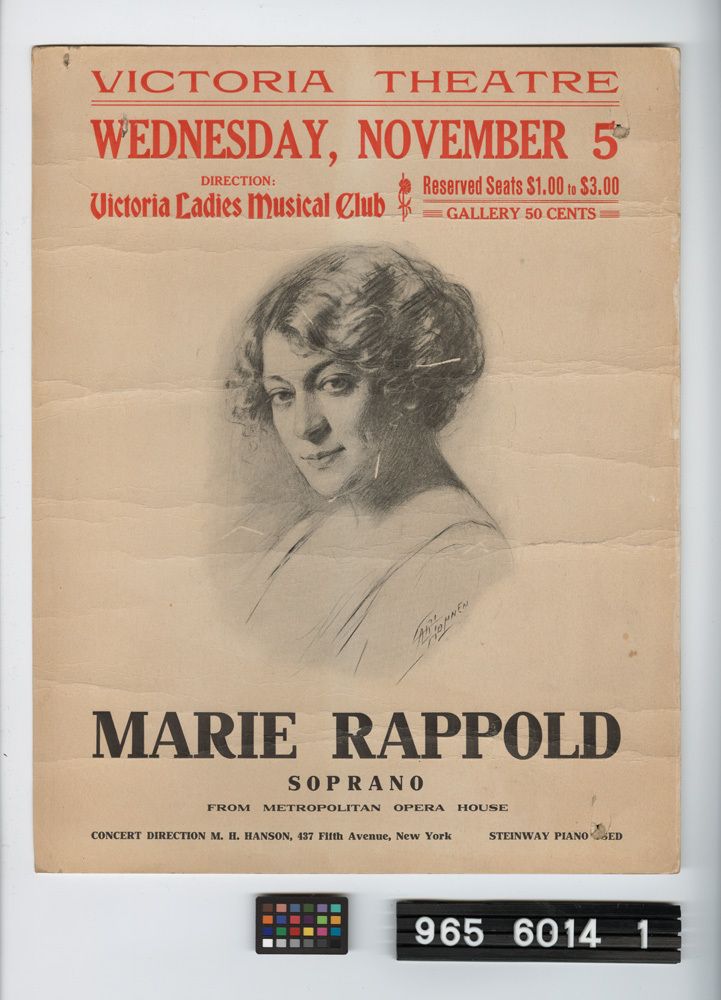 VICTORIA THEATRE
WEDNESDAY, NOVEMBER 5
DIRECTION:
Victoria Ladies Musical Club
Reserved Seats $1.00 to $3.00
GALLERY 50 CENTS
MARIE RAPPOLD
SOPRANO
FROM METROPOLITAN OPERA HOUSE
CONCERT DIRECTION M. H. HANSON, 437 Fifth Avenue, New York
STEINWAY PIANO USED
965 6014 1